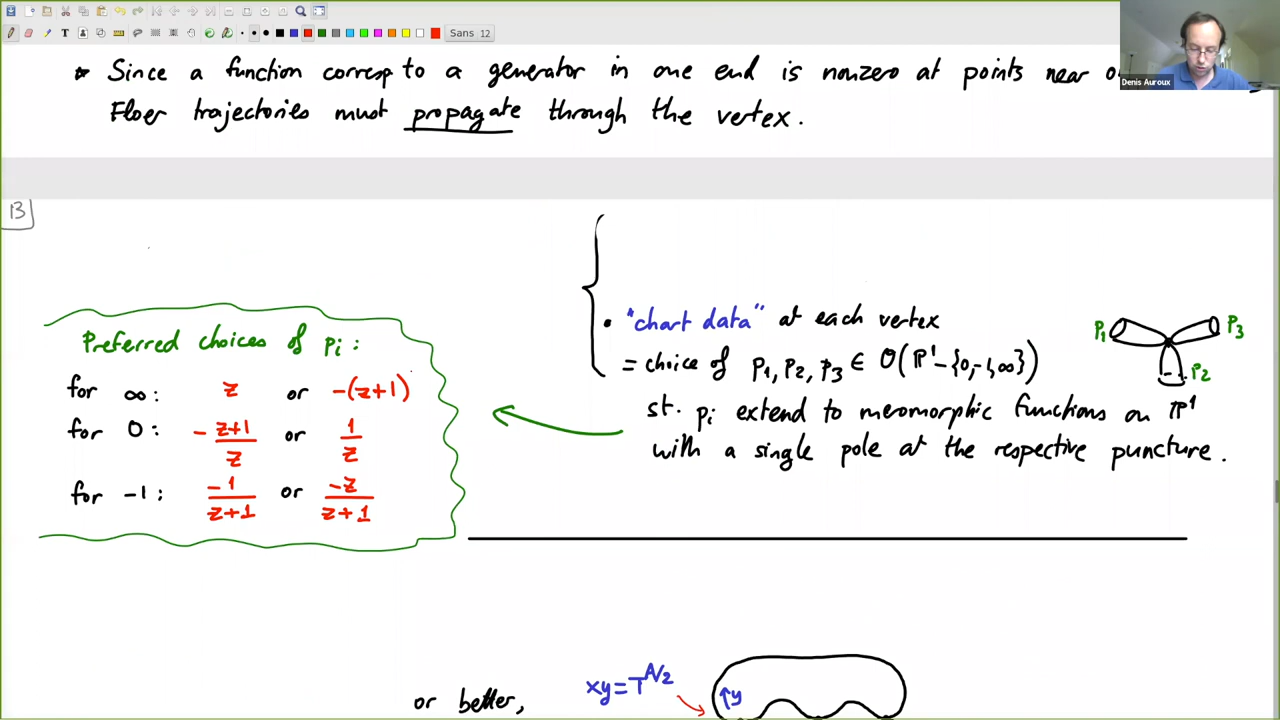 Sans 12
Denis Auroux
* Since a function corresp to a generator in one end is nonzero at points near
Floer trajectories must propagate through the vertex.
13
Preferred choices of Pi:
for ∞: z or -(z+1)
for 0: -(z+1)/z or 1/z
for -1: -1/(z+1) or -z/(z+1)
• "chart data" at each vertex
= choice of P1, P2, P3 ∈ O(P¹-{0,-1,∞})
st. Pi extend to meromorphic functions on P¹
with a single pole at the respective puncture.
P1
P3
P2
or better,
xy=T^A/2
↑y